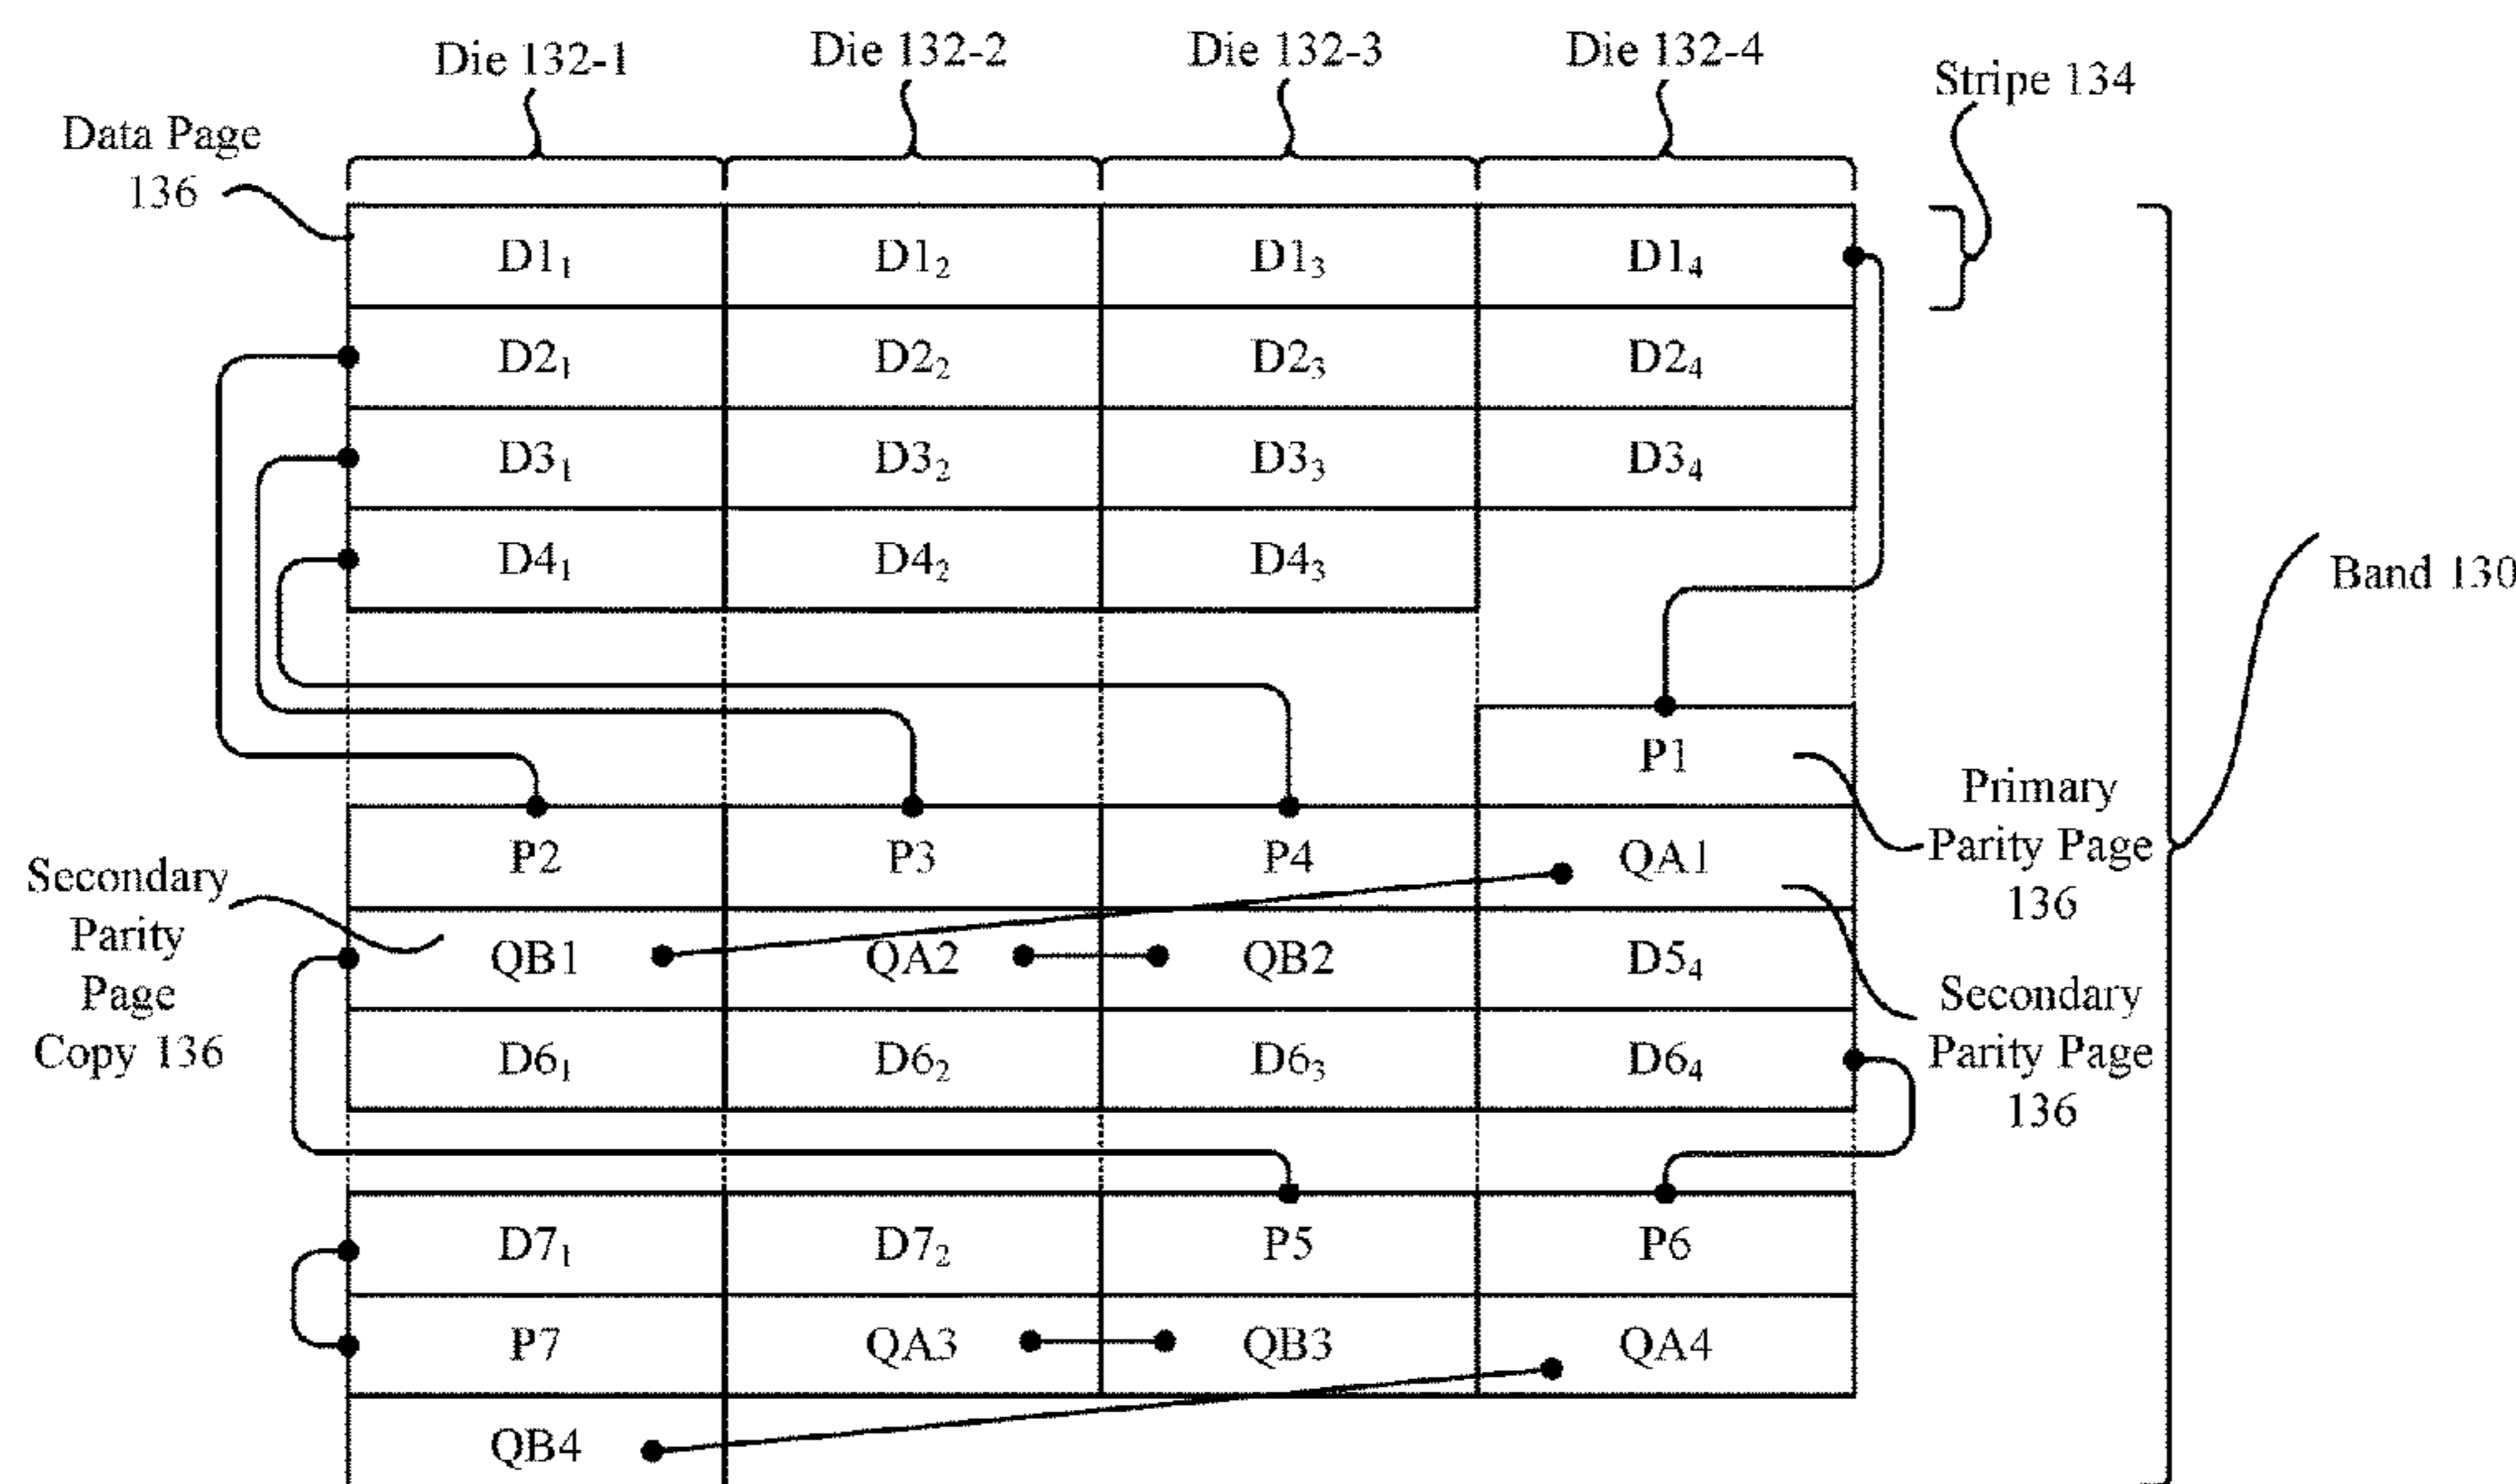 Die 132-1 Die 132-2 Die 132-3 Die 132-4
Stripe 134
Data Page
136
D1₁ D1₂ D1₃ D1₄
D2₁ D2₂ D2₃ D2₄
D3₁ D3₂ D3₃ D3₄
D4₁ D4₂ D4₃
Band 130
P1
Primary
Parity Page
136
P2 P3 P4 QA1
Secondary
Parity
Page
Copy 136
QB1 QA2 QB2 D5₄
Secondary
Parity Page
136
D6₁ D6₂ D6₃ D6₄
D7₁ D7₂ P5 P6
P7 QA3 QB3 QA4
QB4